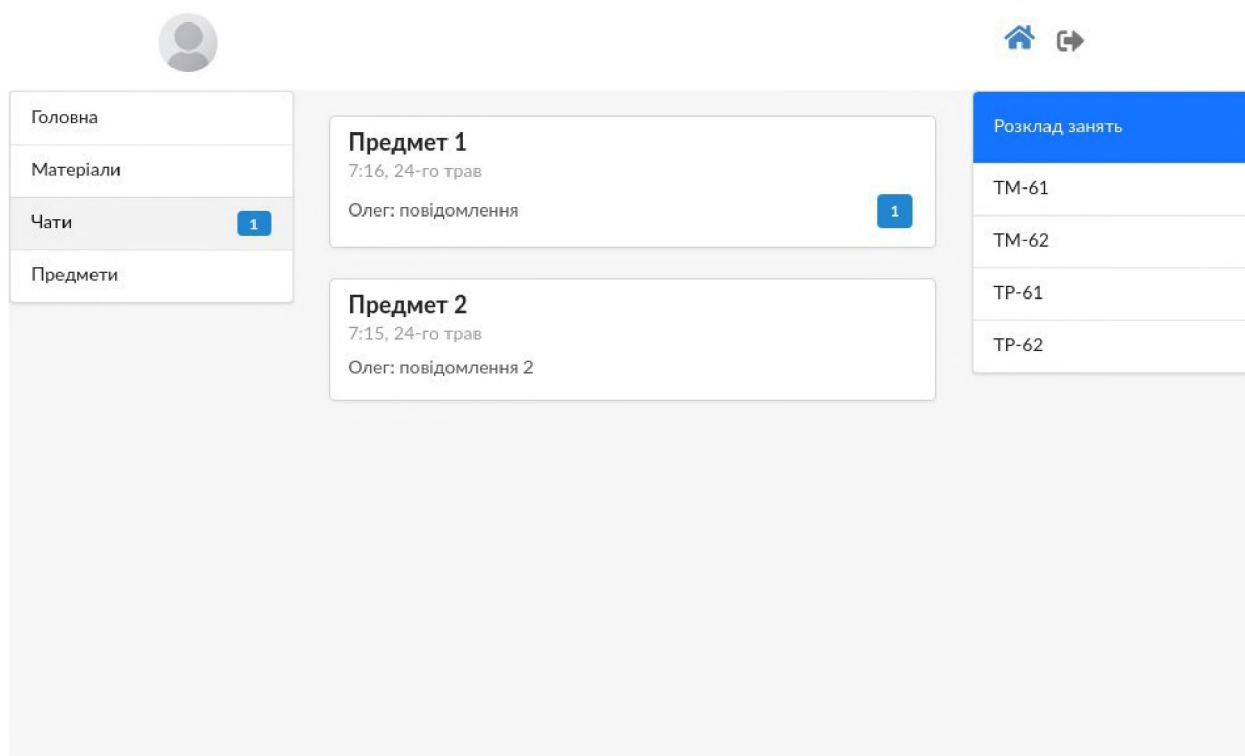 Головна
Матеріали
Чати 1
Предмети
Предмет 1
7:16, 24-го трав
Олег: повідомлення
1
Предмет 2
7:15, 24-го трав
Олег: повідомлення 2
Розклад занять
ТМ-61
ТМ-62
ТР-61
ТР-62